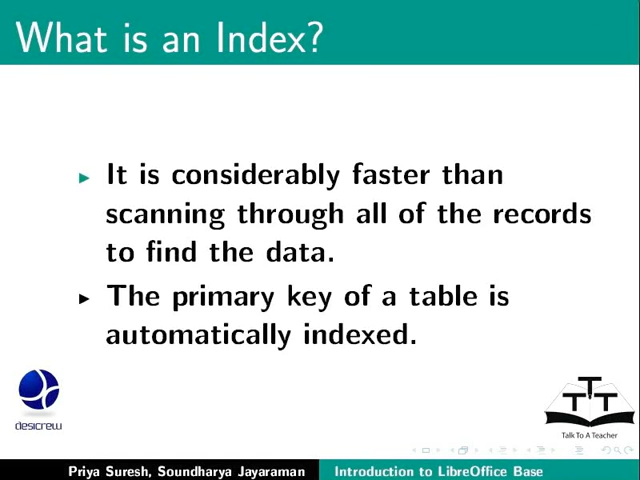 What is an Index?
It is considerably faster than
scanning through all of the records
to find the data.
The primary key of a table is
automatically indexed.
desicrew
T T T
Talk To A Teacher
Priya Suresh, Soundharya Jayaraman Introduction to LibreOffice Base